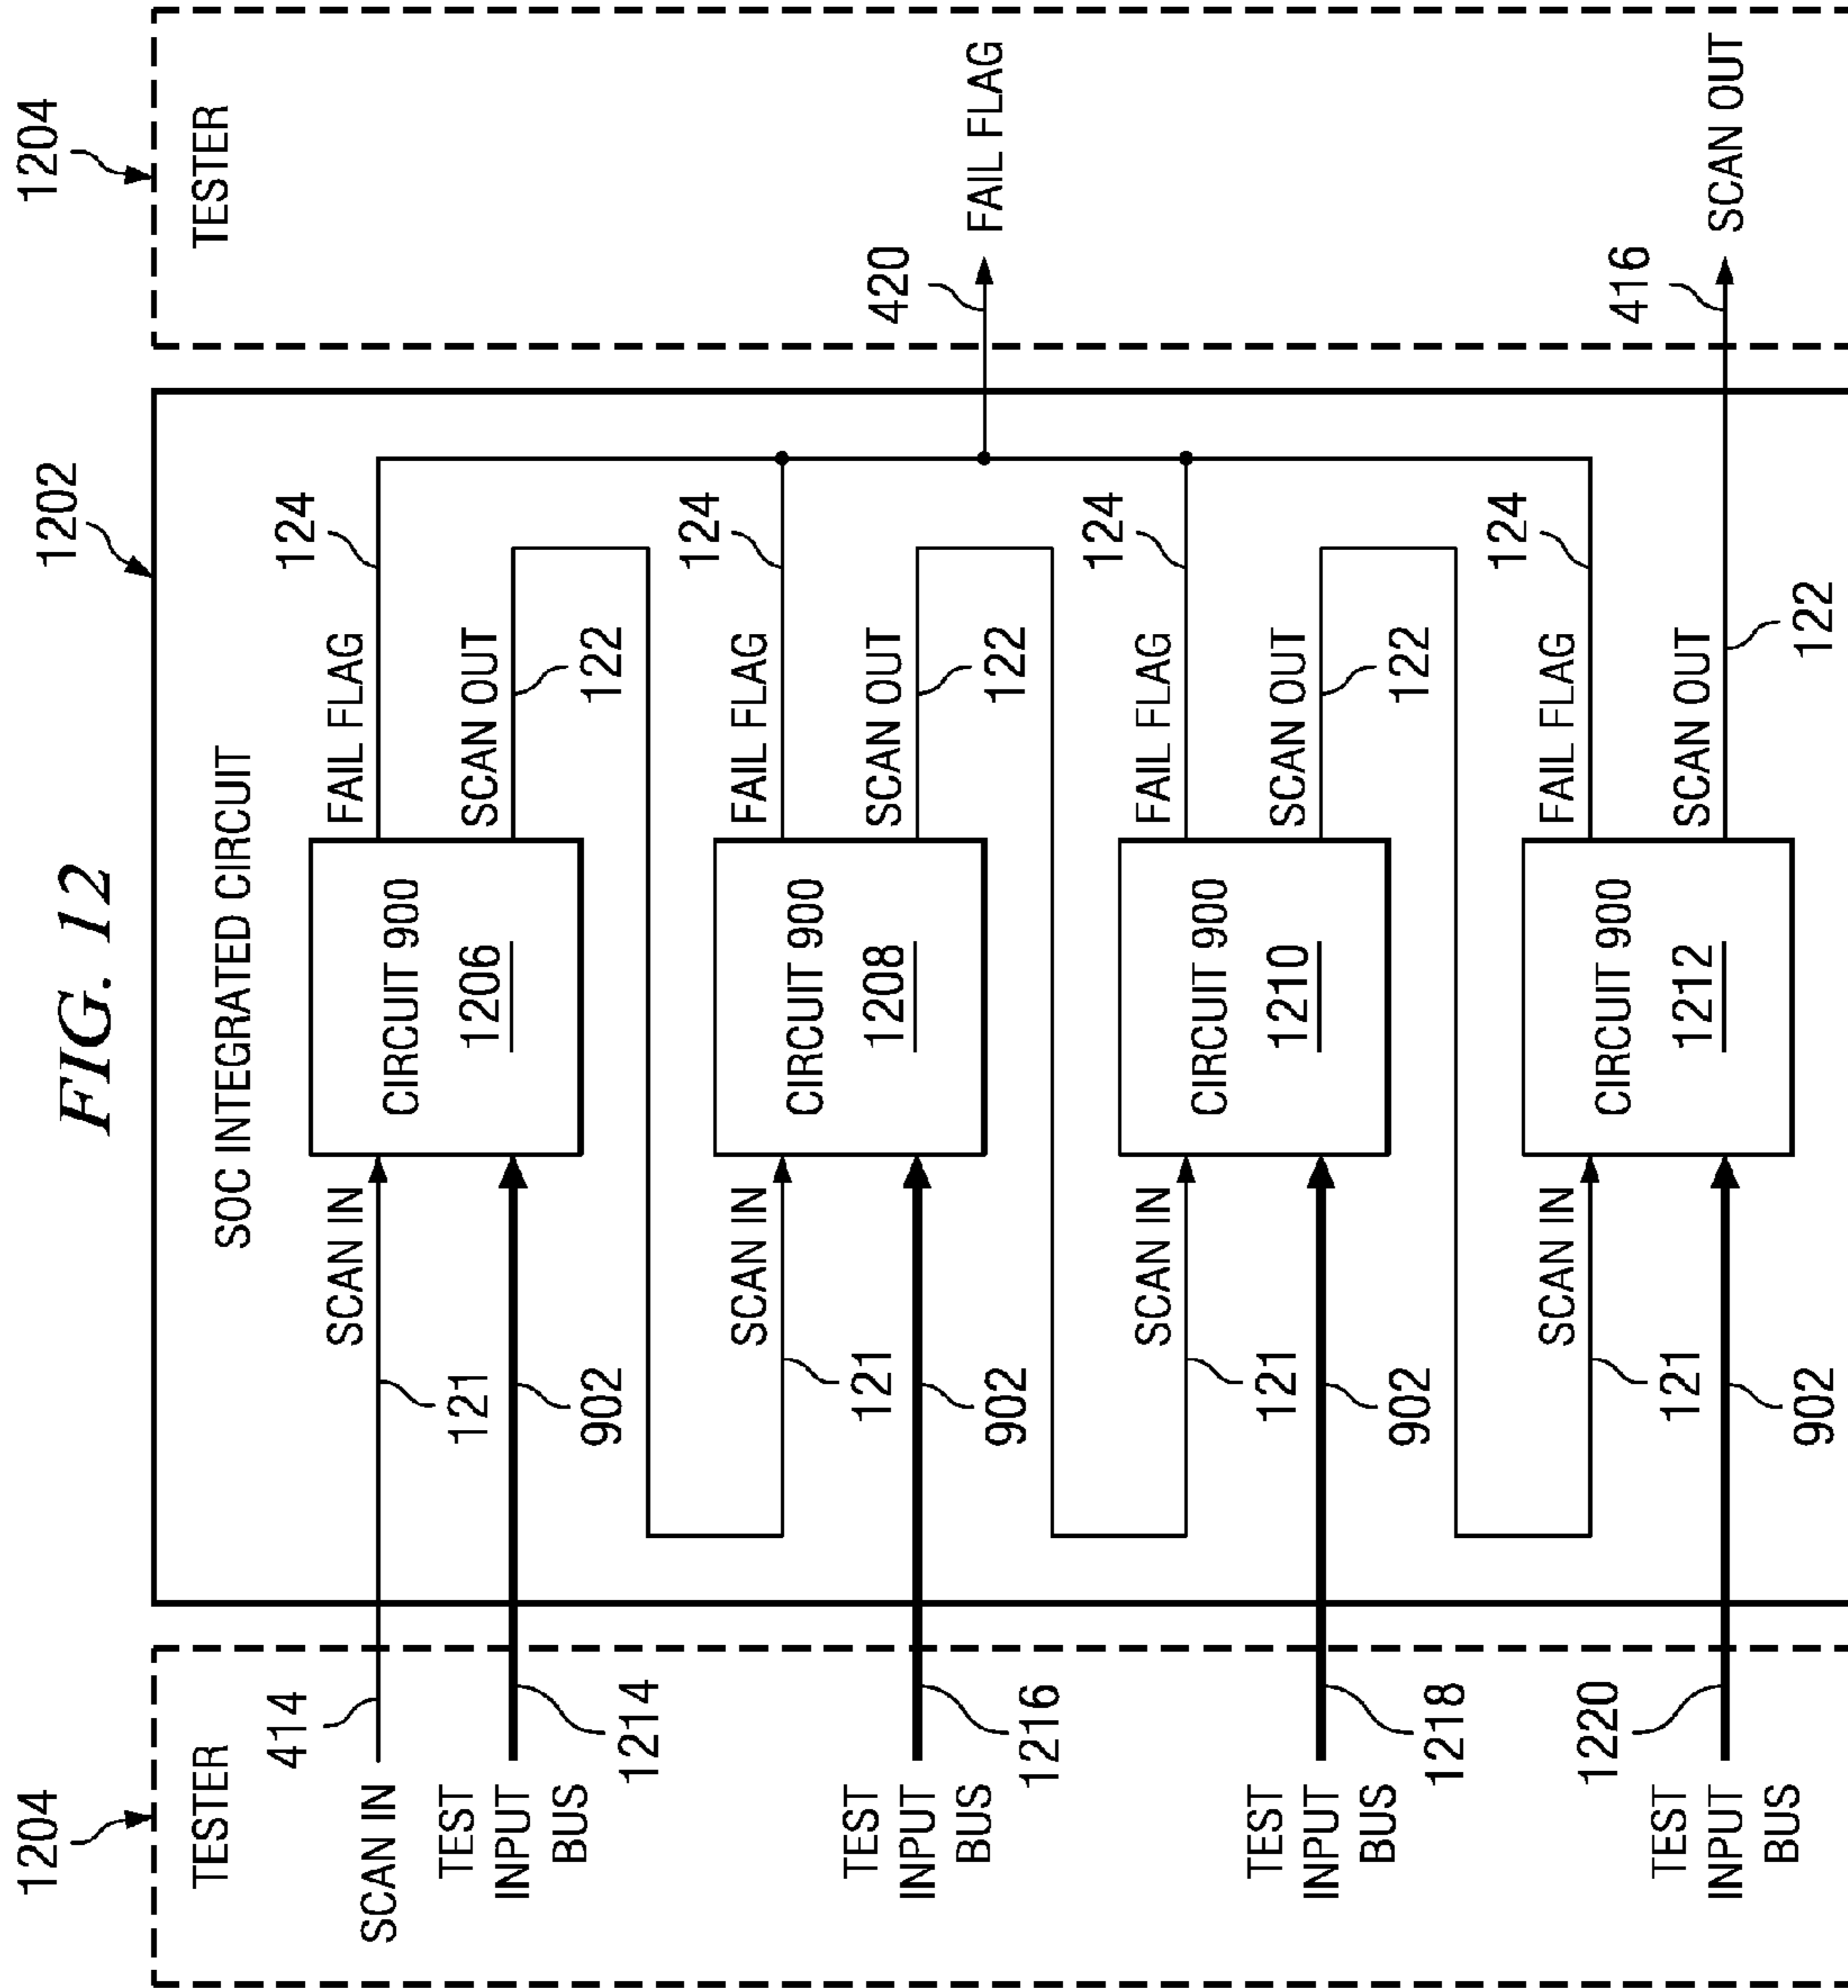 FIG. 12
1204
1202
1204
TESTER
SOC INTEGRATED CIRCUIT
TESTER
414
SCAN IN
121
SCAN IN
CIRCUIT 900
1206
FAIL FLAG
124
TEST
INPUT
BUS
1214
902
SCAN OUT
122
SCAN IN
121
CIRCUIT 900
1208
FAIL FLAG
124
TEST
INPUT
BUS
1216
902
SCAN OUT
122
420
FAIL FLAG
SCAN IN
121
CIRCUIT 900
1210
FAIL FLAG
124
TEST
INPUT
BUS
1218
902
SCAN OUT
122
SCAN IN
121
CIRCUIT 900
1212
FAIL FLAG
124
TEST
INPUT
BUS
1220
902
SCAN OUT
122
416
SCAN OUT